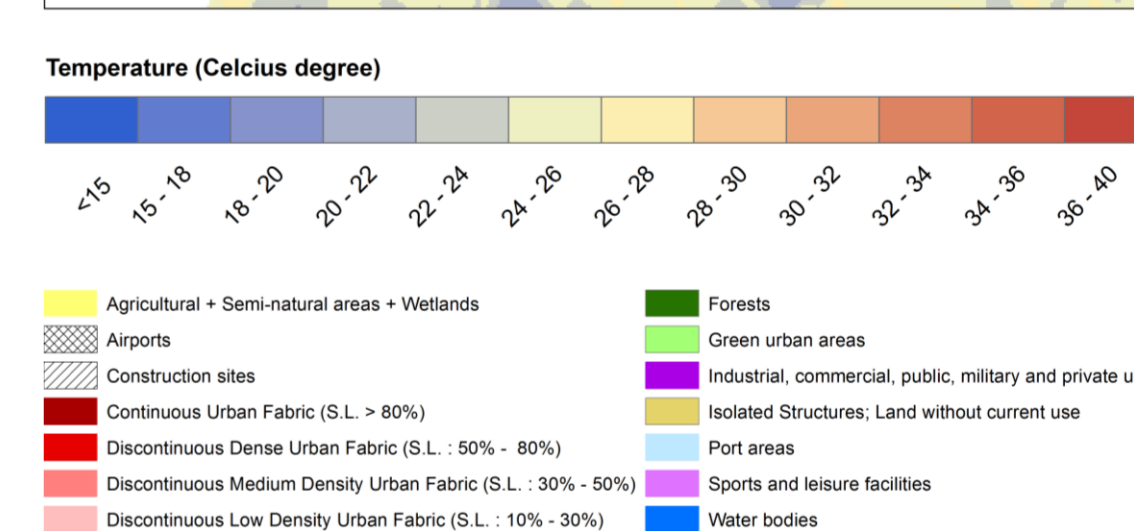 Temperature (Celcius degree)
<15
15 - 18
18 - 20
20 - 22
22 - 24
24 - 26
26 - 28
28 - 30
30 - 32
32 - 34
34 - 36
36 - 40
Agricultural + Semi-natural areas + Wetlands
Airports
Construction sites
Continuous Urban Fabric (S.L. > 80%)
Discontinuous Dense Urban Fabric (S.L. : 50% - 80%)
Discontinuous Medium Density Urban Fabric (S.L. : 30% - 50%)
Discontinuous Low Density Urban Fabric (S.L. : 10% - 30%)
Forests
Green urban areas
Industrial, commercial, public, military and private u
Isolated Structures; Land without current use
Port areas
Sports and leisure facilities
Water bodies